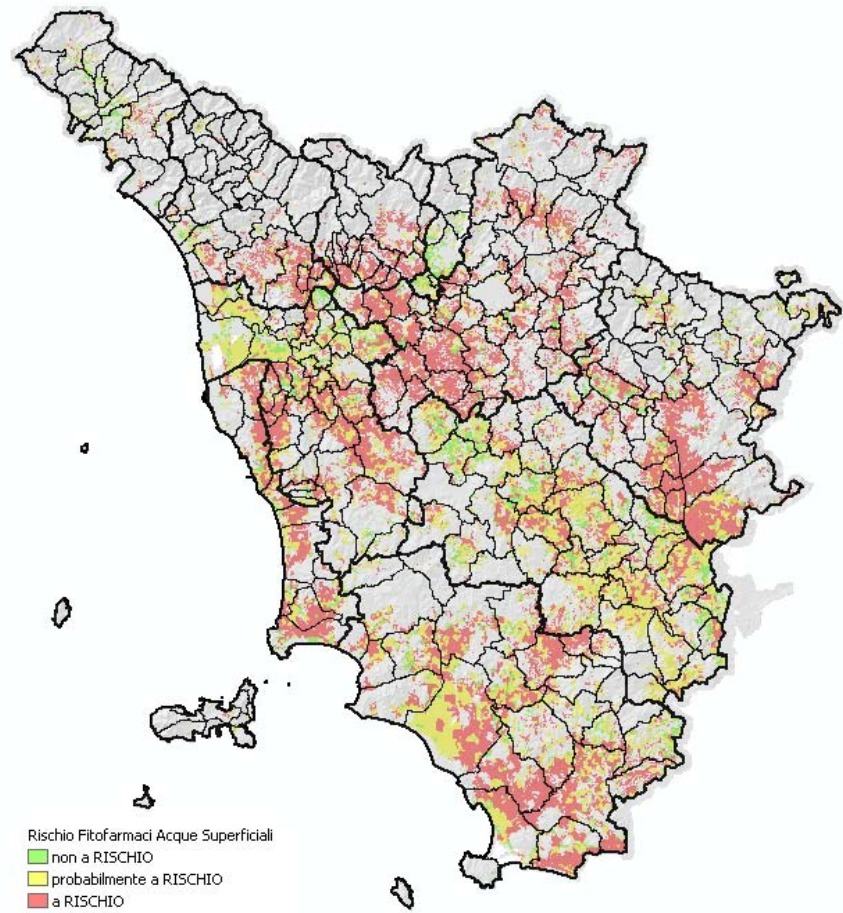 Rischio Fitofarmaci Acque Superficiali
non a RISCHIO
probabilmente a RISCHIO
a RISCHIO